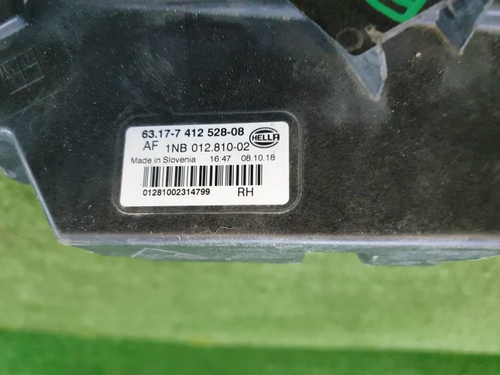 63.17-7 412 528-08
AF 1NB 012.810-02
HELLA
Made in Slovenia 16:47 08.10.18
01281002314799 RH